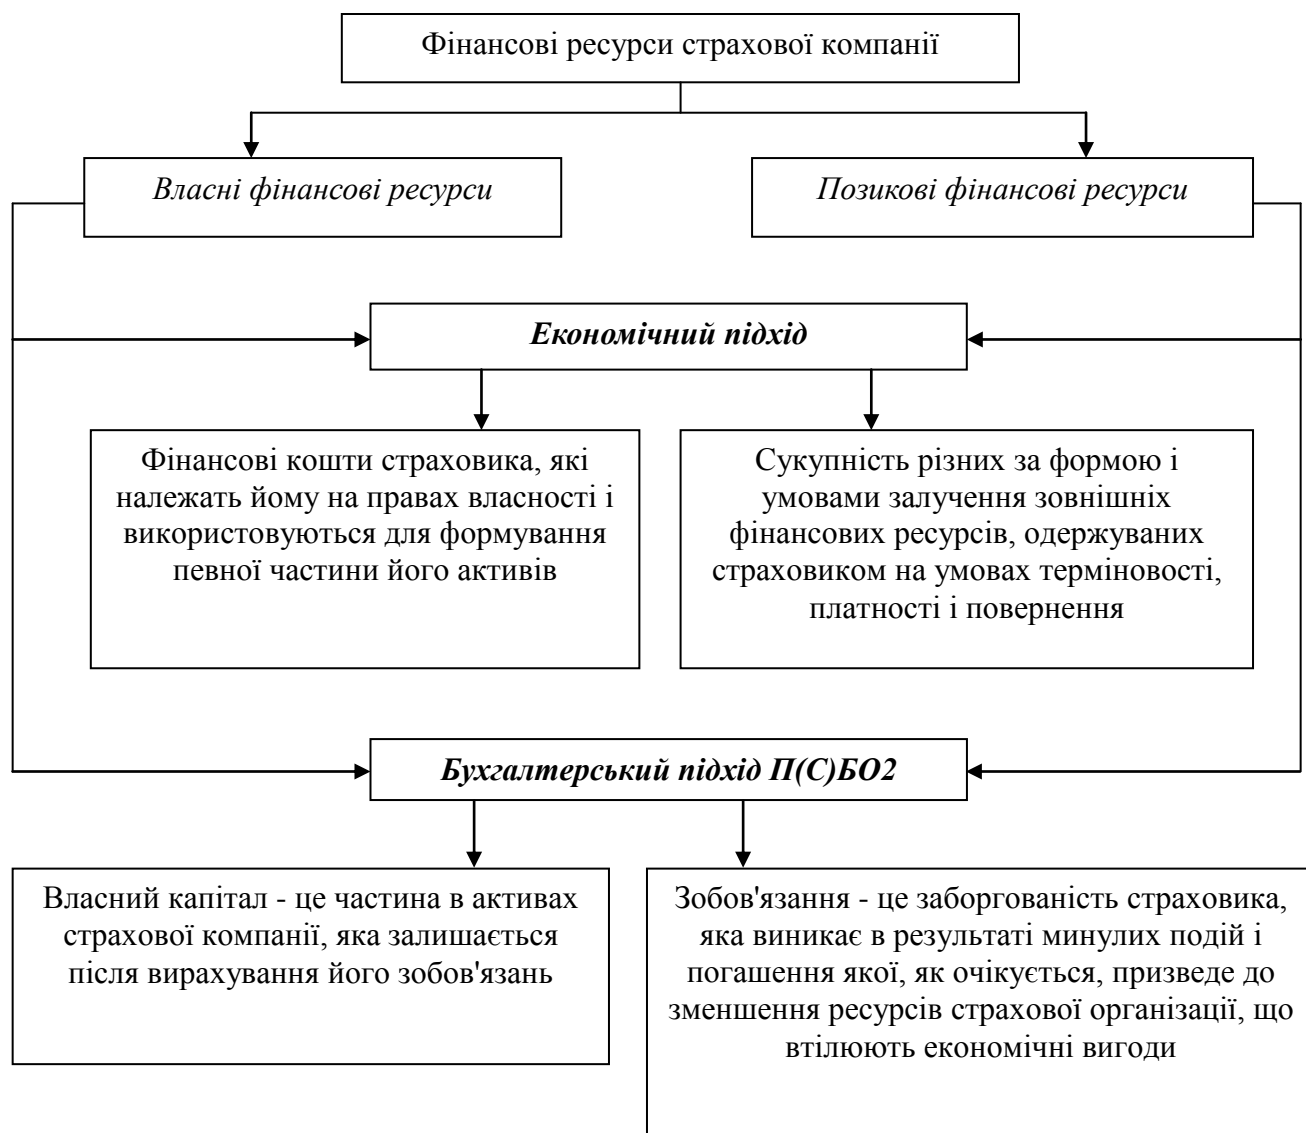 Фінансові ресурси страхової компанії
Власні фінансові ресурси
Позикові фінансові ресурси
Економічний підхід
Фінансові кошти страховика, які
належать йому на правах власності і
використовуються для формування
певної частини його активів
Сукупність різних за формою і
умовами залучення зовнішніх
фінансових ресурсів, одержуваних
страховиком на умовах терміновості,
платності і повернення
Бухгалтерський підхід П(С)БО2
Власний капітал - це частина в активах
страхової компанії, яка залишається
після вирахування його зобов'язань
Зобов'язання - це заборгованість страховика,
яка виникає в результаті минулих подій і
погашення якої, як очікується, призведе до
зменшення ресурсів страхової організації, що
втілюють економічні вигоди